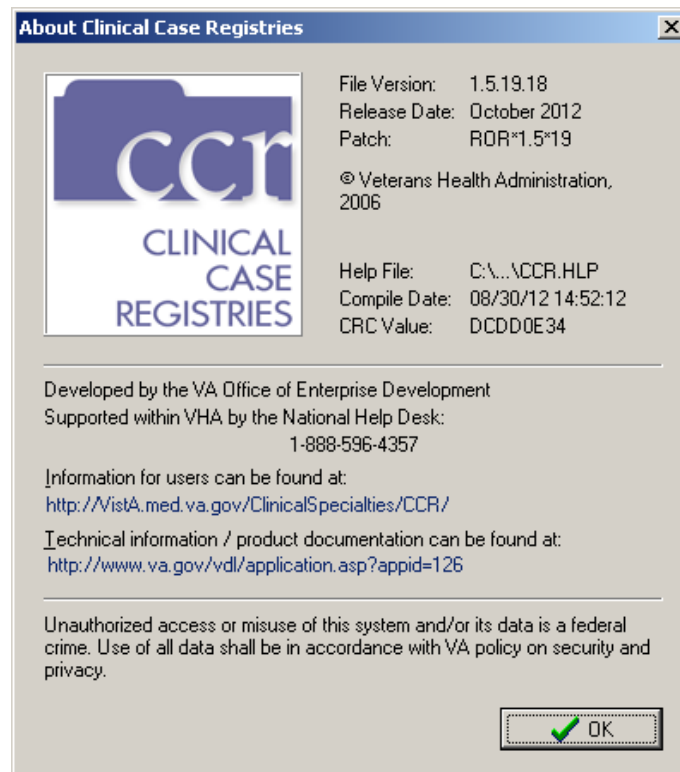 About Clinical Case Registries
ccr
CLINICAL
CASE
REGISTRIES
File Version: 1.5.19.18
Release Date: October 2012
Patch: ROR*1.5*19
© Veterans Health Administration,
2006
Help File: C:\...\CCR.HLP
Compile Date: 08/30/12 14:52:12
CRC Value: DCDD0E34
Developed by the VA Office of Enterprise Development
Supported within VHA by the National Help Desk:
1-888-596-4357
Information for users can be found at:
http://VistA.med.va.gov/ClinicalSpecialties/CCR/
Technical information / product documentation can be found at:
http://www.va.gov/vdl/application.asp?appid=126
Unauthorized access or misuse of this system and/or its data is a federal
crime. Use of all data shall be in accordance with VA policy on security and
privacy.
OK